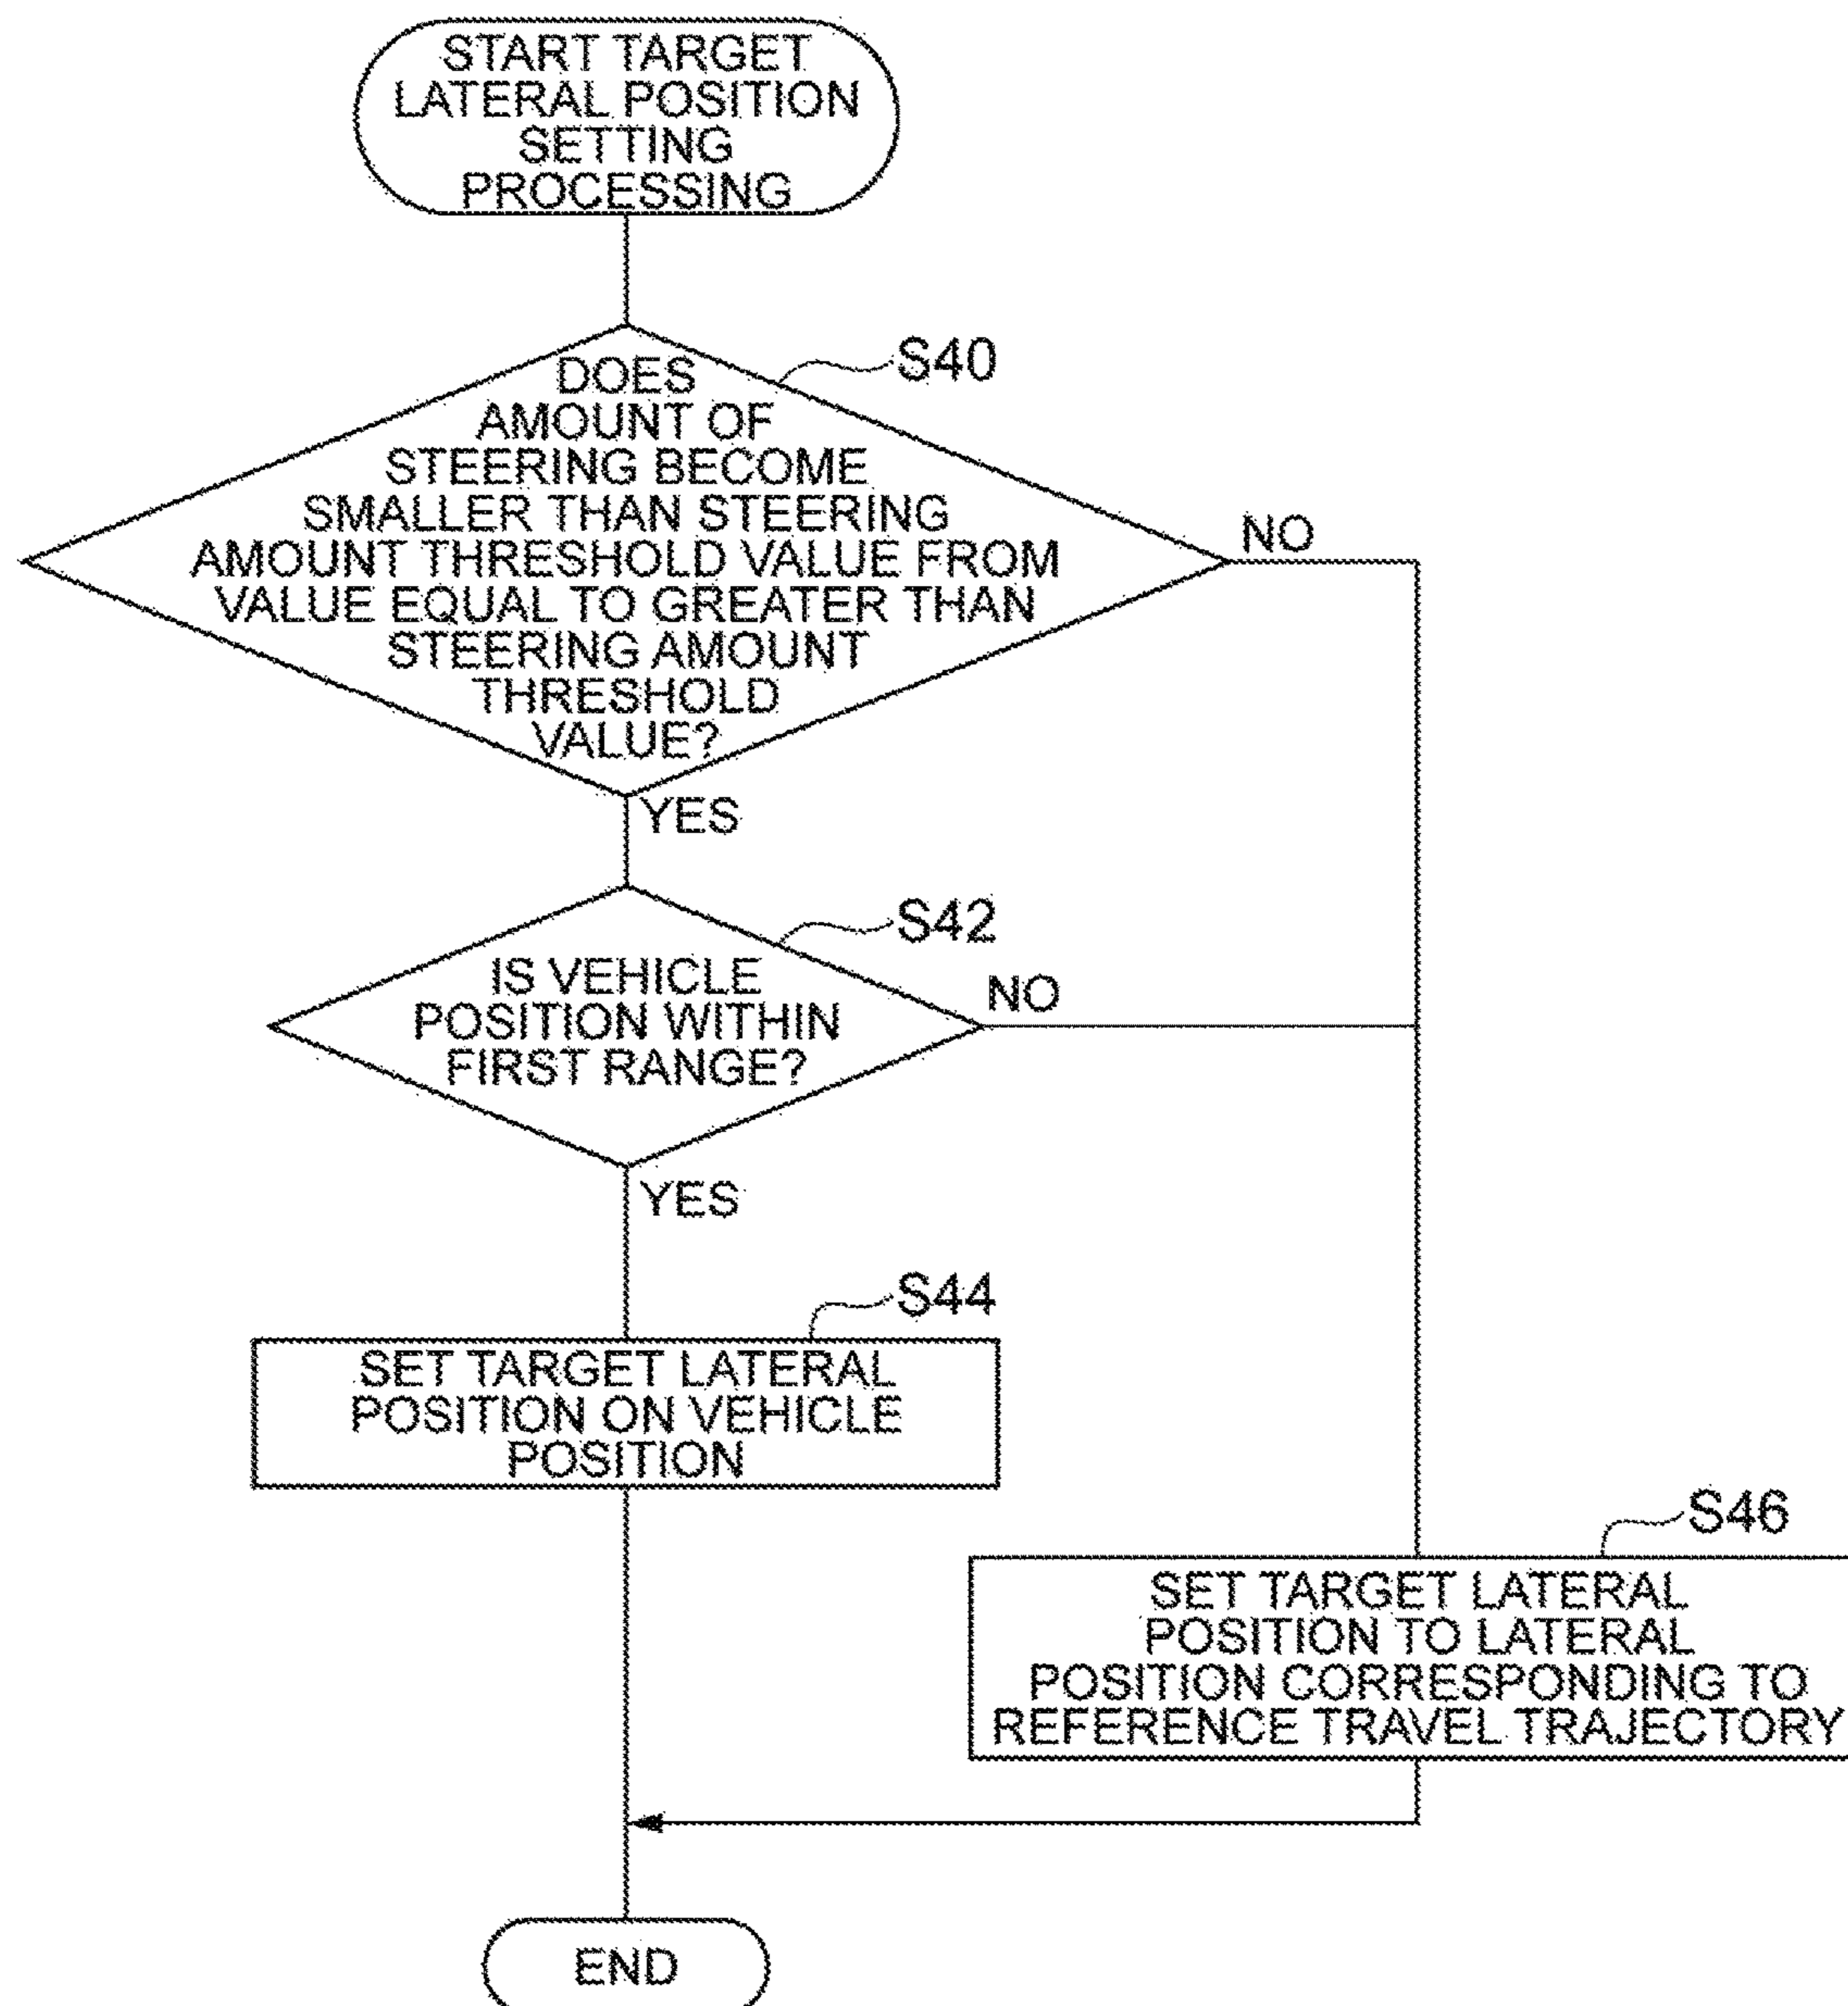 START TARGET
LATERAL POSITION
SETTING
PROCESSING
S40
DOES
AMOUNT OF
STEERING BECOME
SMALLER THAN STEERING
AMOUNT THRESHOLD VALUE FROM
VALUE EQUAL TO GREATER THAN
STEERING AMOUNT
THRESHOLD
VALUE?
NO
YES
S42
IS VEHICLE
POSITION WITHIN
FIRST RANGE?
NO
YES
S44
SET TARGET LATERAL
POSITION ON VEHICLE
POSITION
S46
SET TARGET LATERAL
POSITION TO LATERAL
POSITION CORRESPONDING TO
REFERENCE TRAVEL TRAJECTORY
END